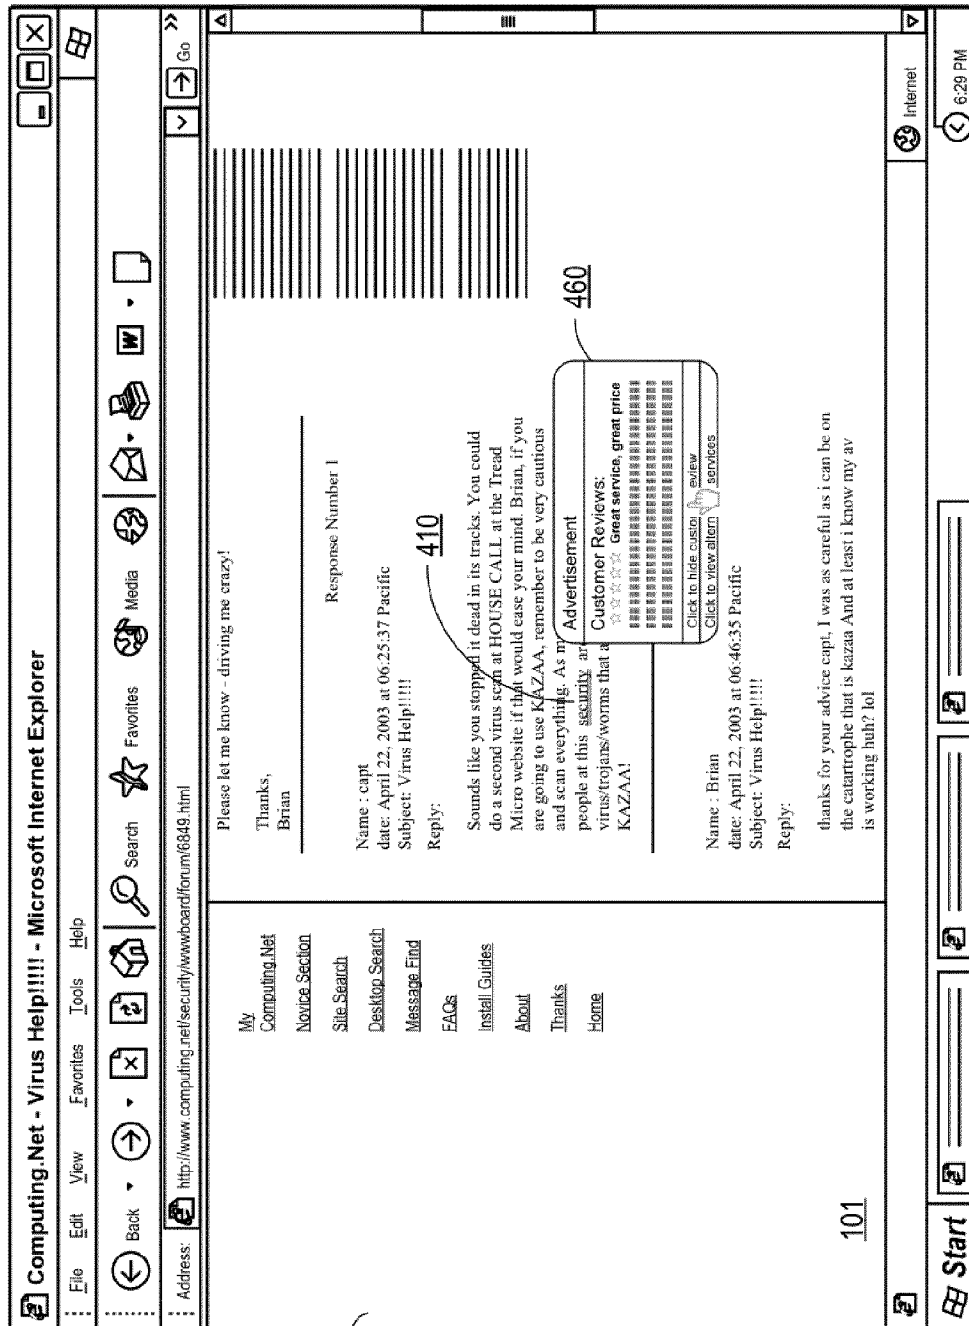 Computing.Net - Virus Help!!!! - Microsoft Internet Explorer
File Edit View Favorites Tools Help
Back Search Favorites Media W
Address: http://www.computing.net/security/wwwboard/forum/6849.html Go
My
Computing.Net
Novice Section
Site Search
Desktop Search
Message Find
FAQs
Install Guides
About
Thanks
Home
101
Please let me know - driving me crazy!
Thanks,
Brian
Response Number 1
Name : capt
date: April 22, 2003 at 06:25:37 Pacific
Subject: Virus Help!!!!!
Reply:
410
Sounds like you stopped it dead in its tracks. You could
do a second virus scan at HOUSE CALL at the Tread
Micro website if that would ease your mind. Brian, if you
are going to use KAZAA, remember to be very cautious
and scan everything. As m
people at this security ar
virus/trojans/worms that a
KAZAA!
460
Advertisement
Customer Reviews:
Great service, great price
Click to hide custo eview
Click to view altern services
Name : Brian
date: April 22, 2003 at 06:46:35 Pacific
Subject: Virus Help!!!!!
Reply:
thanks for your advice capt, I was as careful as i can be on
the catartrophe that is kazaa And at least i know my av
is working huh? lol
Internet
Start 6:29 PM